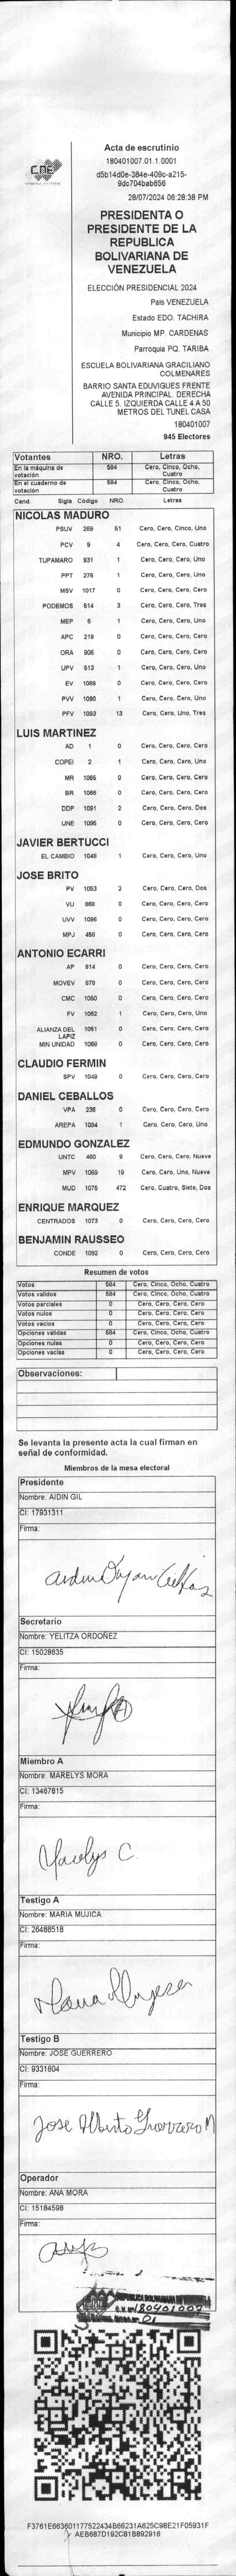 CNE
Acta de escrutinio
180401007.01.1.0001
d5b14d0e-384e-409c-a215-
9dc704bab656
28/07/2024 06:28:38 PM
PRESIDENTA O
PRESIDENTE DE LA
REPUBLICA
BOLIVARIANA DE
VENEZUELA
ELECCIÓN PRESIDENCIAL 2024
Pais VENEZUELA
Estado EDO. TACHIRA
Municipio MP. CARDENAS
Parroquia PQ. TARIBA
ESCUELA BOLIVARIANA GRACILIANO
COLMENARES
BARRIO SANTA EDUVIGUES FRENTE
AVENIDA PRINCIPAL. DERECHA
CALLE 5. IZQUIERDA CALLE 4 A 50
METROS DEL TUNEL CASA
180401007
945 Electores
Votantes NRO. Letras
En la máquina de votación 584 Cero, Cinco, Ocho, Cuatro
En el cuaderno de votación 584 Cero, Cinco, Ocho, Cuatro
Cand. Sigla Código NRO. Letras
NICOLAS MADURO
PSUV 269 51 Cero, Cero, Cinco, Uno
PCV 9 4 Cero, Cero, Cero, Cuatro
TUPAMARO 931 1 Cero, Cero, Cero, Uno
PPT 276 1 Cero, Cero, Cero, Uno
MSV 1017 0 Cero, Cero, Cero, Cero
PODEMOS 514 3 Cero, Cero, Cero, Tres
MEP 6 1 Cero, Cero, Cero, Uno
APC 219 0 Cero, Cero, Cero, Cero
ORA 906 0 Cero, Cero, Cero, Cero
UPV 513 1 Cero, Cero, Cero, Uno
EV 1089 0 Cero, Cero, Cero, Cero
PVV 1090 1 Cero, Cero, Cero, Uno
PFV 1093 13 Cero, Cero, Uno, Tres
LUIS MARTINEZ
AD 1 0 Cero, Cero, Cero, Cero
COPEI 2 1 Cero, Cero, Cero, Uno
MR 1065 0 Cero, Cero, Cero, Cero
BR 1066 0 Cero, Cero, Cero, Cero
DDP 1091 2 Cero, Cero, Cero, Dos
UNE 1095 0 Cero, Cero, Cero, Cero
JAVIER BERTUCCI
EL CAMBIO 1048 1 Cero, Cero, Cero, Uno
JOSE BRITO
PV 1053 2 Cero, Cero, Cero, Dos
VU 868 0 Cero, Cero, Cero, Cero
UVV 1096 0 Cero, Cero, Cero, Cero
MPJ 458 0 Cero, Cero, Cero, Cero
ANTONIO ECARRI
AP 814 0 Cero, Cero, Cero, Cero
MOVEV 879 0 Cero, Cero, Cero, Cero
CMC 1050 0 Cero, Cero, Cero, Cero
FV 1062 1 Cero, Cero, Cero, Uno
ALIANZA DEL LAPIZ 1051 0 Cero, Cero, Cero, Cero
MIN UNIDAD 1059 0 Cero, Cero, Cero, Cero
CLAUDIO FERMIN
SPV 1049 0 Cero, Cero, Cero, Cero
DANIEL CEBALLOS
VPA 236 0 Cero, Cero, Cero, Cero
AREPA 1094 1 Cero, Cero, Cero, Uno
EDMUNDO GONZALEZ
UNTC 460 9 Cero, Cero, Cero, Nueve
MPV 1069 19 Cero, Cero, Uno, Nueve
MUD 1075 472 Cero, Cuatro, Siete, Dos
ENRIQUE MARQUEZ
CENTRADOS 1073 0 Cero, Cero, Cero, Cero
BENJAMIN RAUSSEO
CONDE 1092 0 Cero, Cero, Cero, Cero
Resumen de votos
Votos 584 Cero, Cinco, Ocho, Cuatro
Votos validos 584 Cero, Cinco, Ocho, Cuatro
Votos parciales 0 Cero, Cero, Cero, Cero
Votos nulos 0 Cero, Cero, Cero, Cero
Votos vacios 0 Cero, Cero, Cero, Cero
Opciones validas 584 Cero, Cinco, Ocho, Cuatro
Opciones nulas 0 Cero, Cero, Cero, Cero
Opciones vacias 0 Cero, Cero, Cero, Cero
Observaciones:
Se levanta la presente acta la cual firman en
señal de conformidad.
Miembros de la mesa electoral
Presidente
Nombre: AIDIN GIL
CI: 17931311
Firma:
Secretario
Nombre: YELITZA ORDOÑEZ
CI: 15028635
Firma:
Miembro A
Nombre: MARELYS MORA
CI: 13467815
Firma:
Marelys C
Testigo A
Nombre: MARIA MUJICA
CI: 26488518
Firma:
Maria Mujica
Testigo B
Nombre: JOSE GUERRERO
CI: 9331604
Firma:
Jose Alberto Guerrero M
Operador
Nombre: ANA MORA
CI: 15184598
Firma:
180401007
01
F3761E663601177522434B66231A625C98E21F05931F
AEB687D192C81B892916